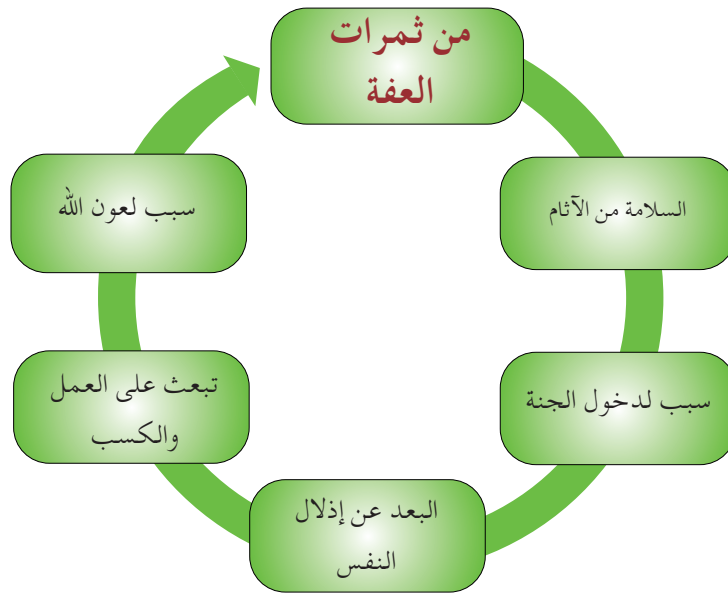 من ثمرات
العفة
السلامة من الآثام
سبب لدخول الجنة
البعد عن إذلال
النفس
تبعث على العمل
والكسب
سبب لعون الله